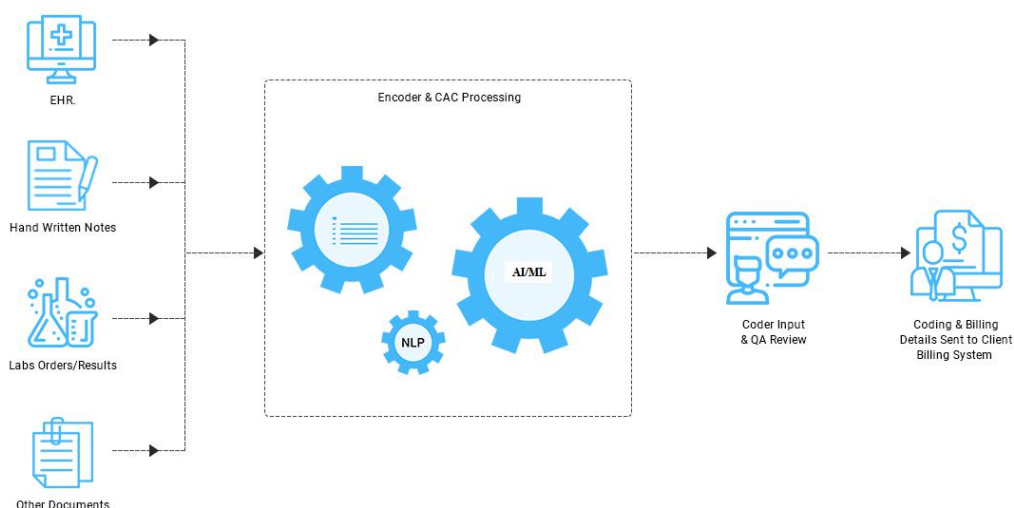 EHR.
Hand Written Notes
Labs Orders/Results
Other Documents
Encoder & CAC Processing
AI/ML
NLP
Coder Input
& QA Review
Coding & Billing
Details Sent to Client
Billing System